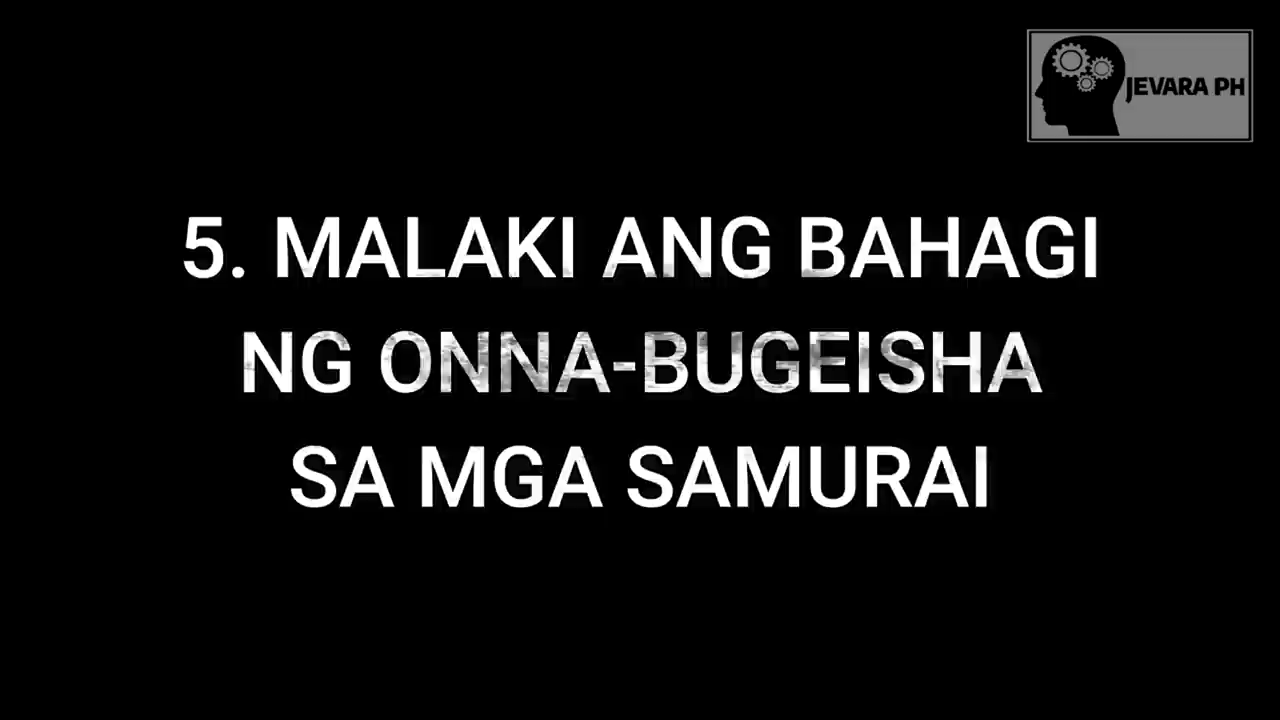 JEVARA PH
5. MALAKI ANG BAHAGI
NG ONNA-BUGEISHA
SA MGA SAMURAI